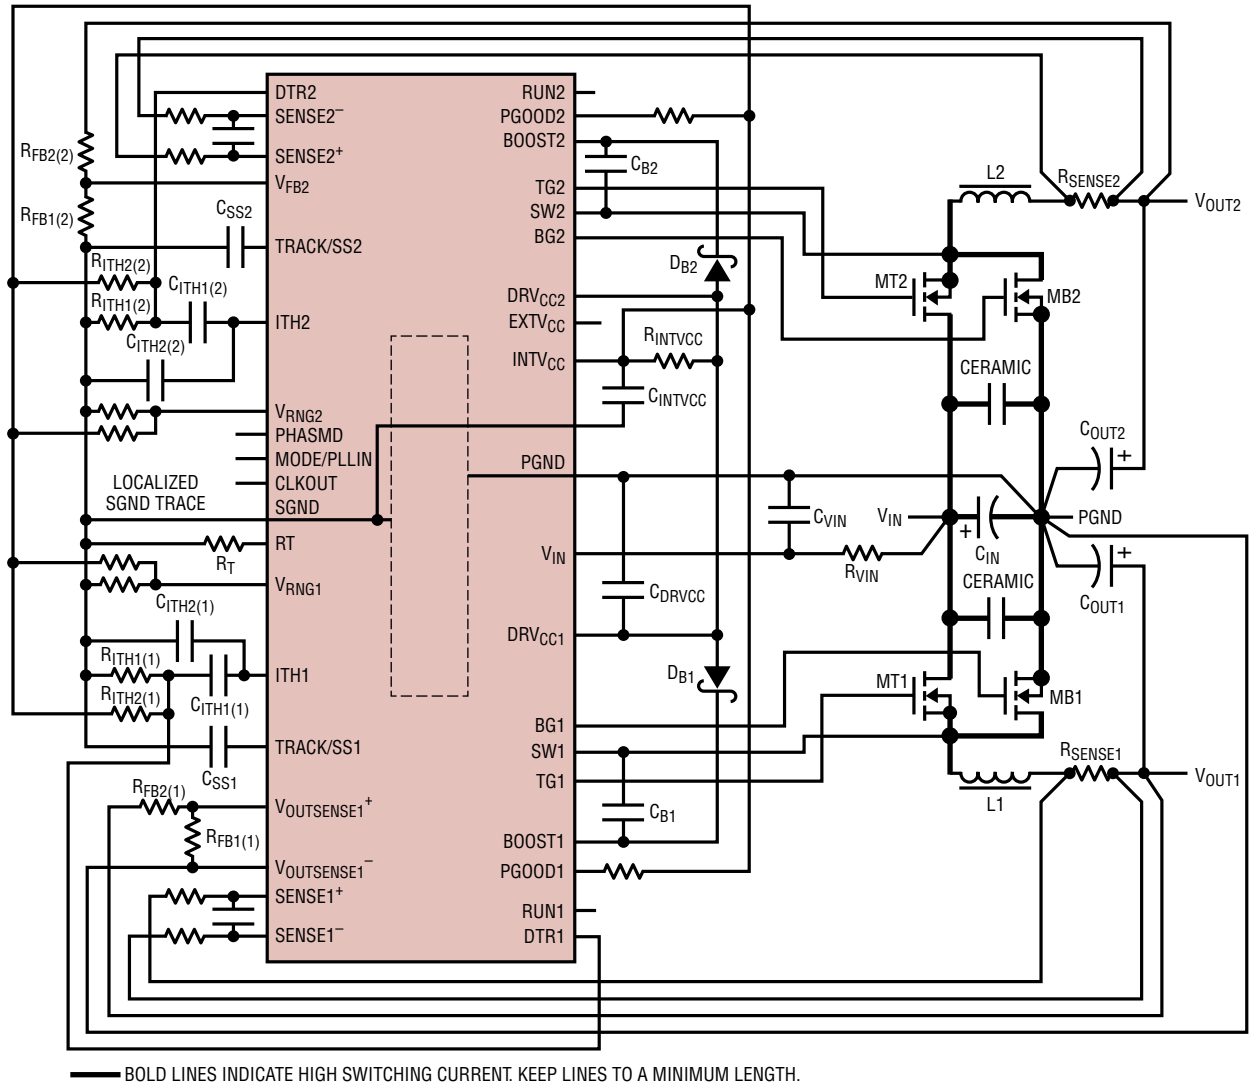 DTR2
SENSE2–
SENSE2+
VFB2
TRACK/SS2
ITH2
VRNG2
PHASMD
MODE/PLLIN
CLKOUT
SGND
RT
VRNG1
ITH1
TRACK/SS1
VOUTSENSE1+
VOUTSENSE1–
SENSE1+
SENSE1–
RUN2
PGOOD2
BOOST2
TG2
SW2
BG2
DRVCC2
EXTVCC
INTVCC
PGND
VIN
DRVCC1
BG1
SW1
TG1
BOOST1
PGOOD1
RUN1
DTR1
RFB2(2)
RFB1(2)
CSS2
RITH2(2)
CITH1(2)
RITH1(2)
CITH2(2)
LOCALIZED
SGND TRACE
RT
CITH2(1)
RITH1(1)
RITH2(1)
CITH1(1)
CSS1
RFB2(1)
RFB1(1)
CB2
DB2
RINTVCC
CINTVCC
CVIN
RVIN
CDRVCC
DB1
CB1
L2
RSENSE2
VOUT2
MT2
MB2
CERAMIC
COUT2
+
VIN
+
CIN
PGND
+
COUT1
CERAMIC
MT1
MB1
RSENSE1
VOUT1
L1
BOLD LINES INDICATE HIGH SWITCHING CURRENT. KEEP LINES TO A MINIMUM LENGTH.